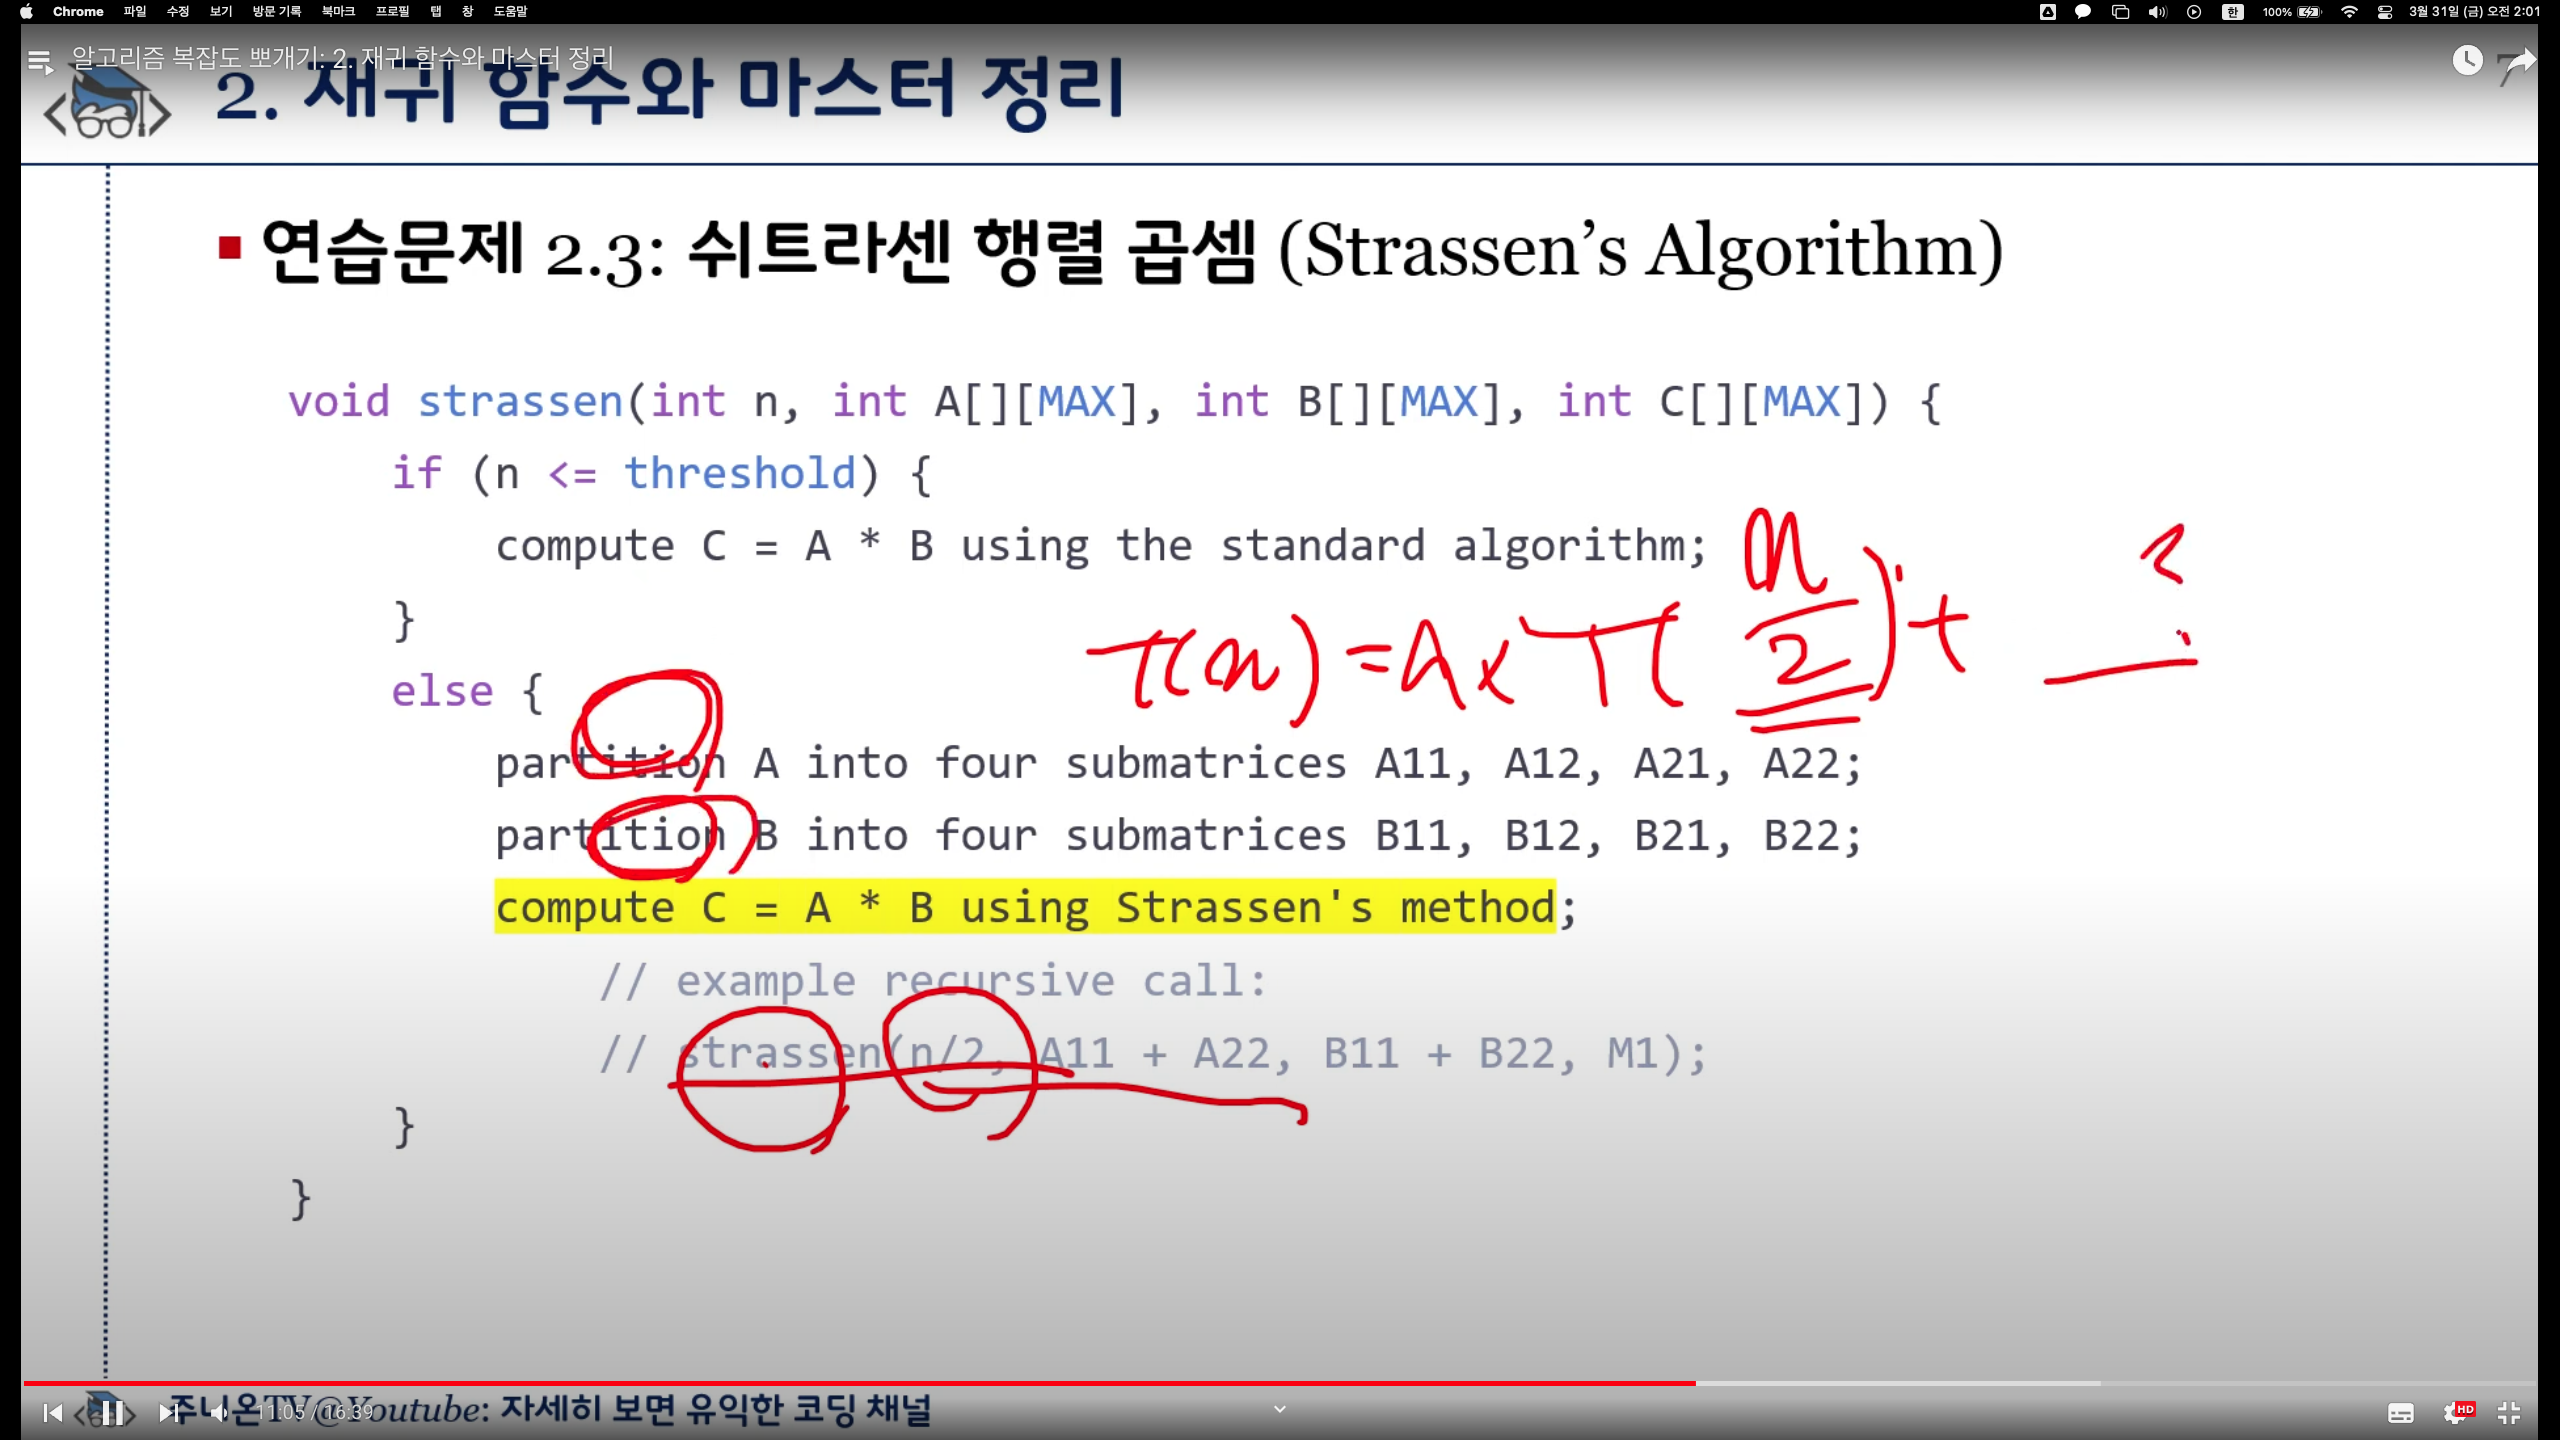 Chrome 파일 수정 보기 방문 기록 북마크 프로필 탭 창 도움말 한 100% 3월 31일 (금) 오전 2:01
알고리즘 복잡도 뽀개기: 2. 재귀 함수와 마스터 정리
2. 재귀 함수와 마스터 정리 7
연습문제 2.3: 쉬트라센 행렬 곱셈 (Strassen's Algorithm)
void strassen(int n, int A[][MAX], int B[][MAX], int C[][MAX]) {
if (n <= threshold) {
compute C = A * B using the standard algorithm;
}
T(n) = A x T( n/2 ) + ?
else {
partition A into four submatrices A11, A12, A21, A22;
partition B into four submatrices B11, B12, B21, B22;
compute C = A * B using Strassen's method;
// example recursive call:
// strassen(n/2, A11 + A22, B11 + B22, M1);
}
}
주니온TV@Youtube: 자세히 보면 유익한 코딩 채널
11:05 / 16:39
HD